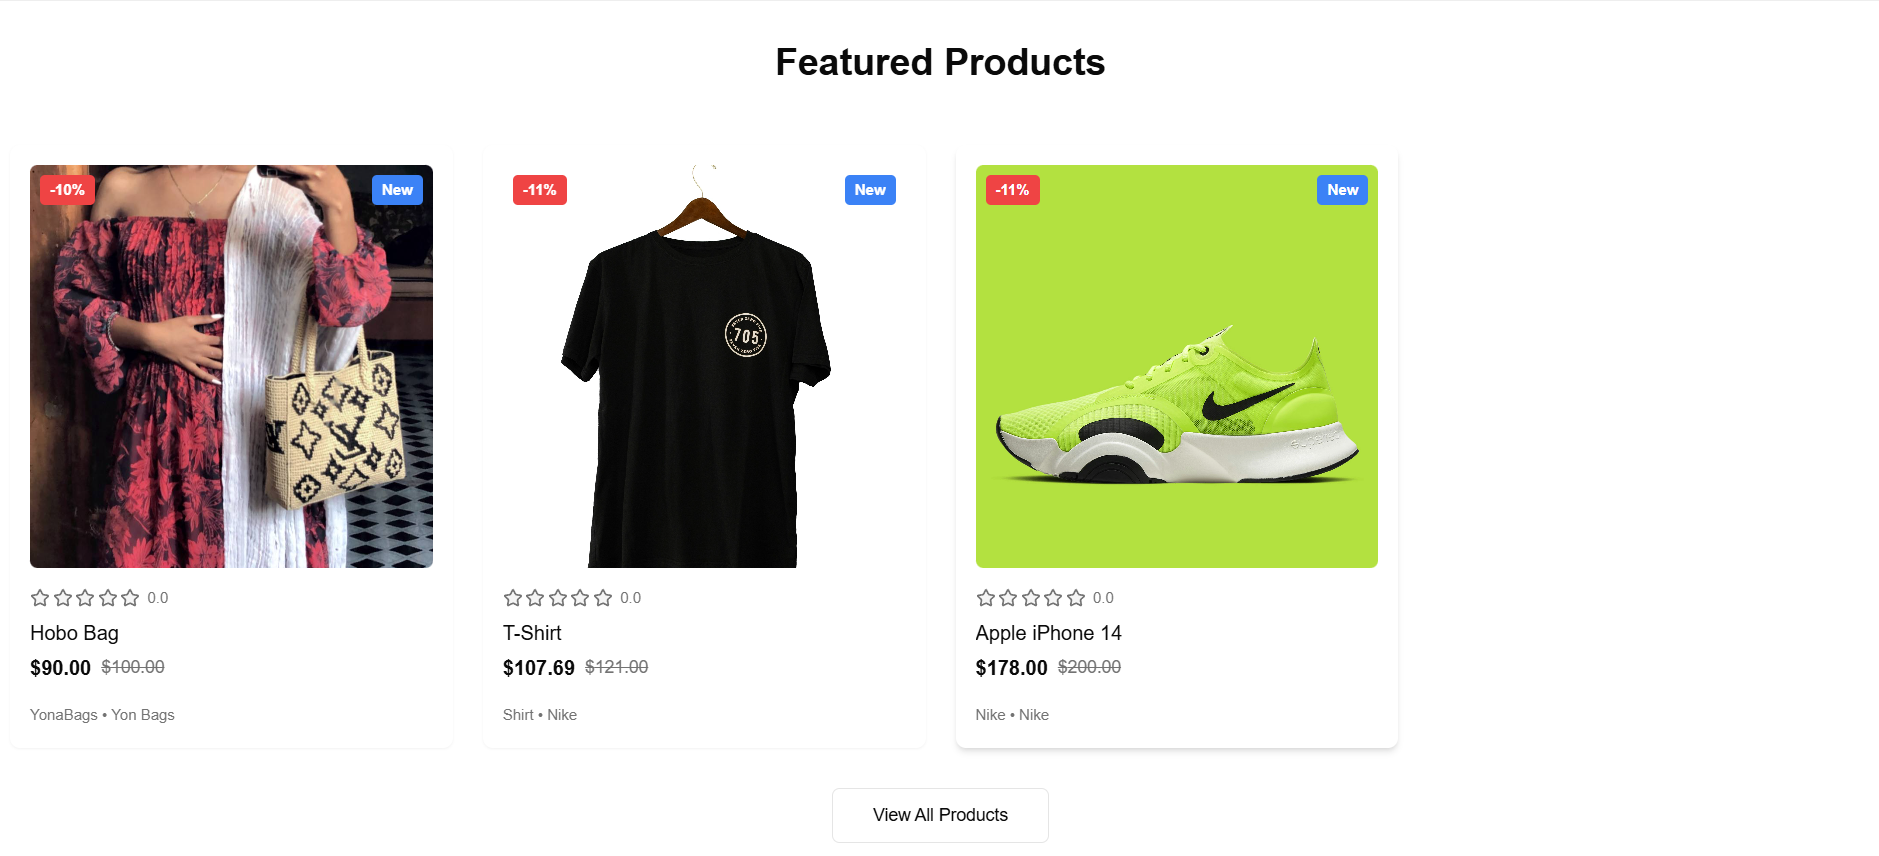 Featured Products
-10%
New
-11%
New
705
-11%
New
0.0
Hobo Bag
$90.00 $100.00
YonaBags • Yon Bags
0.0
T-Shirt
$107.69 $121.00
Shirt • Nike
0.0
Apple iPhone 14
$178.00 $200.00
Nike • Nike
View All Products